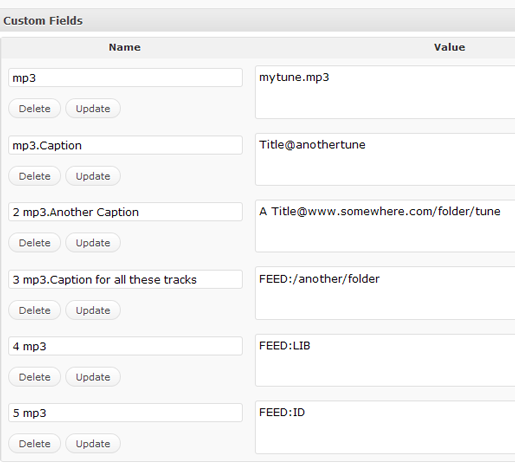 Custom Fields
Name Value
mp3 mytune.mp3
Delete Update
mp3.Caption Title@anothertune
Delete Update
2 mp3.Another Caption A Title@www.somewhere.com/folder/tune
Delete Update
3 mp3.Caption for all these tracks FEED:/another/folder
Delete Update
4 mp3 FEED:LIB
Delete Update
5 mp3 FEED:ID
Delete Update